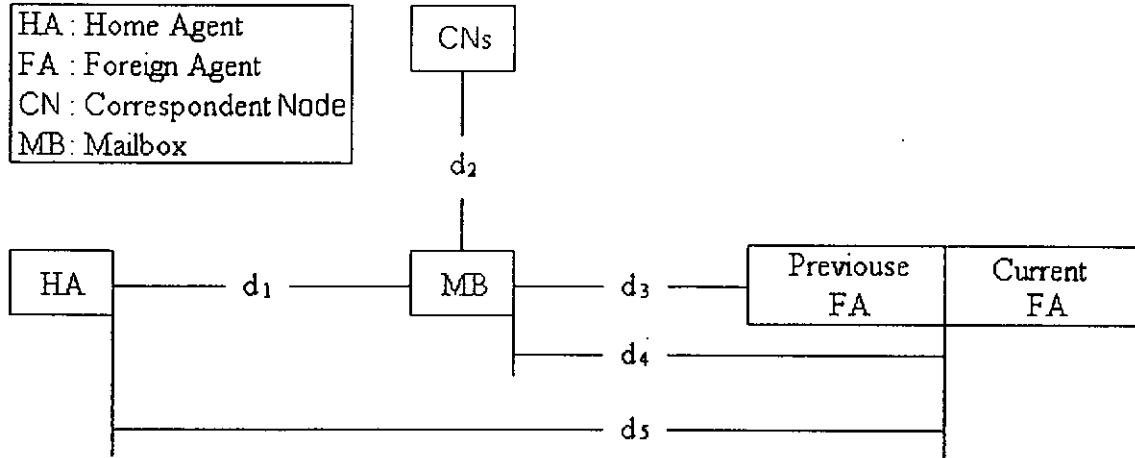 HA : Home Agent
FA : Foreign Agent
CN : Correspondent Node
MB : Mailbox
CNs
d₂
HA
d₁
MB
d₃
Previouse
FA
Current
FA
d₄
d₅